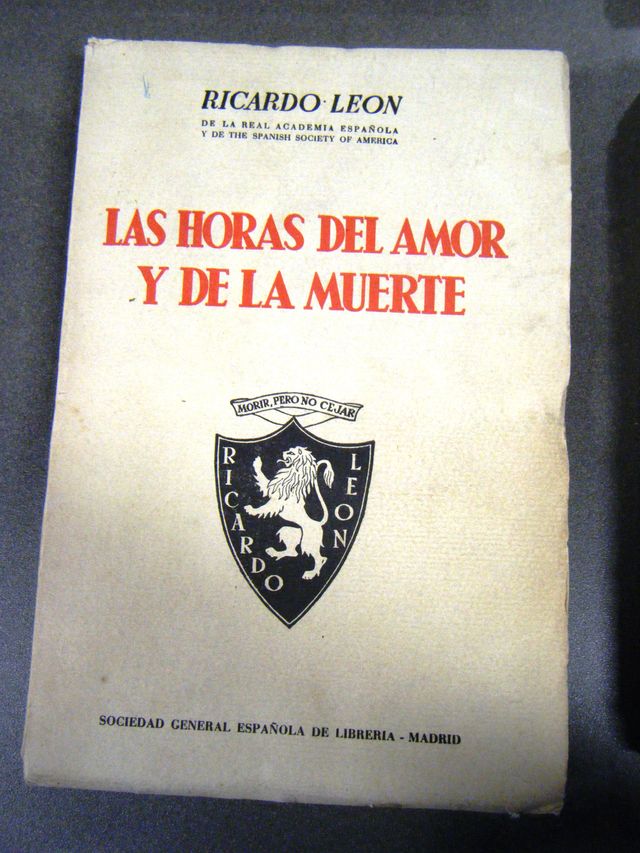 RICARDO·LEON
DE LA REAL ACADEMIA ESPAÑOLA
Y DE THE SPANISH SOCIETY OF AMERICA
LAS HORAS DEL AMOR
Y DE LA MUERTE
MORIR, PERO NO CEJAR
RICARDO
LEON
SOCIEDAD GENERAL ESPAÑOLA DE LIBRERIA - MADRID